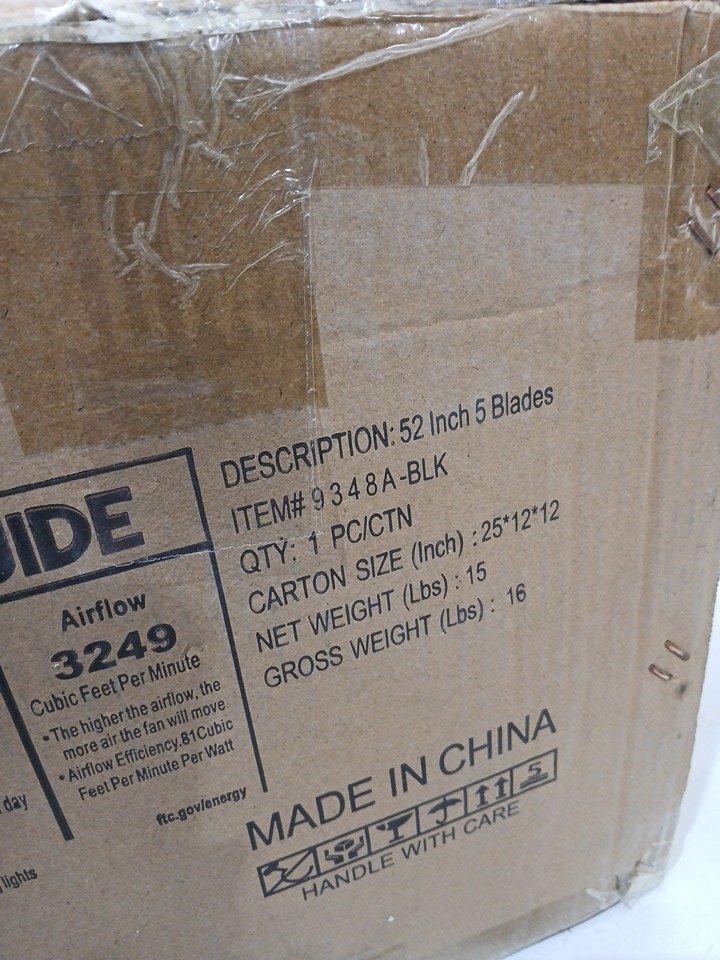 DESCRIPTION: 52 Inch 5 Blades
ITEM# 9348A-BLK
QTY: 1 PC/CTN
CARTON SIZE (Inch) : 25*12*12
NET WEIGHT (Lbs) : 15
GROSS WEIGHT (Lbs) : 16
UIDE
Airflow
3249
Cubic Feet Per Minute
•The higher the airflow, the
more air the fan will move
•Airflow Efficiency.81Cubic
Feet Per Minute Per Watt
ftc.gov/energy
day
lights
MADE IN CHINA
5
HANDLE WITH CARE